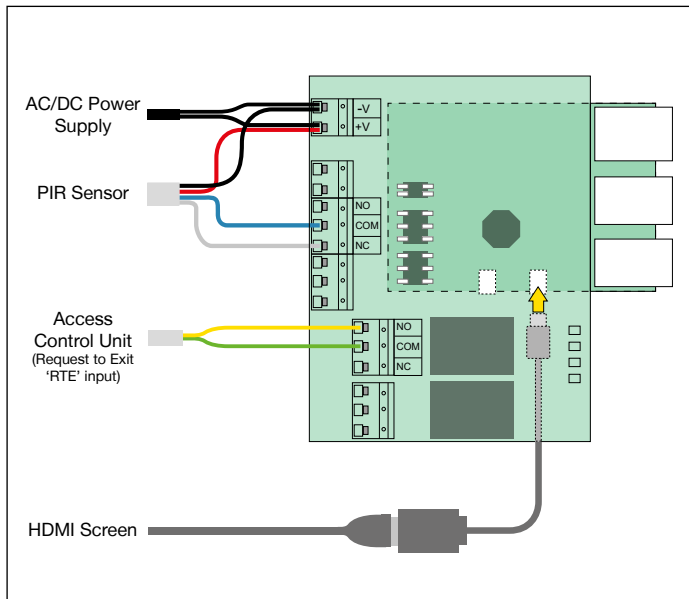 AC/DC Power
Supply
-V
+V
PIR Sensor
NO
COM
NC
Access
Control Unit
(Request to Exit
‘RTE’ input)
NO
COM
NC
HDMI Screen